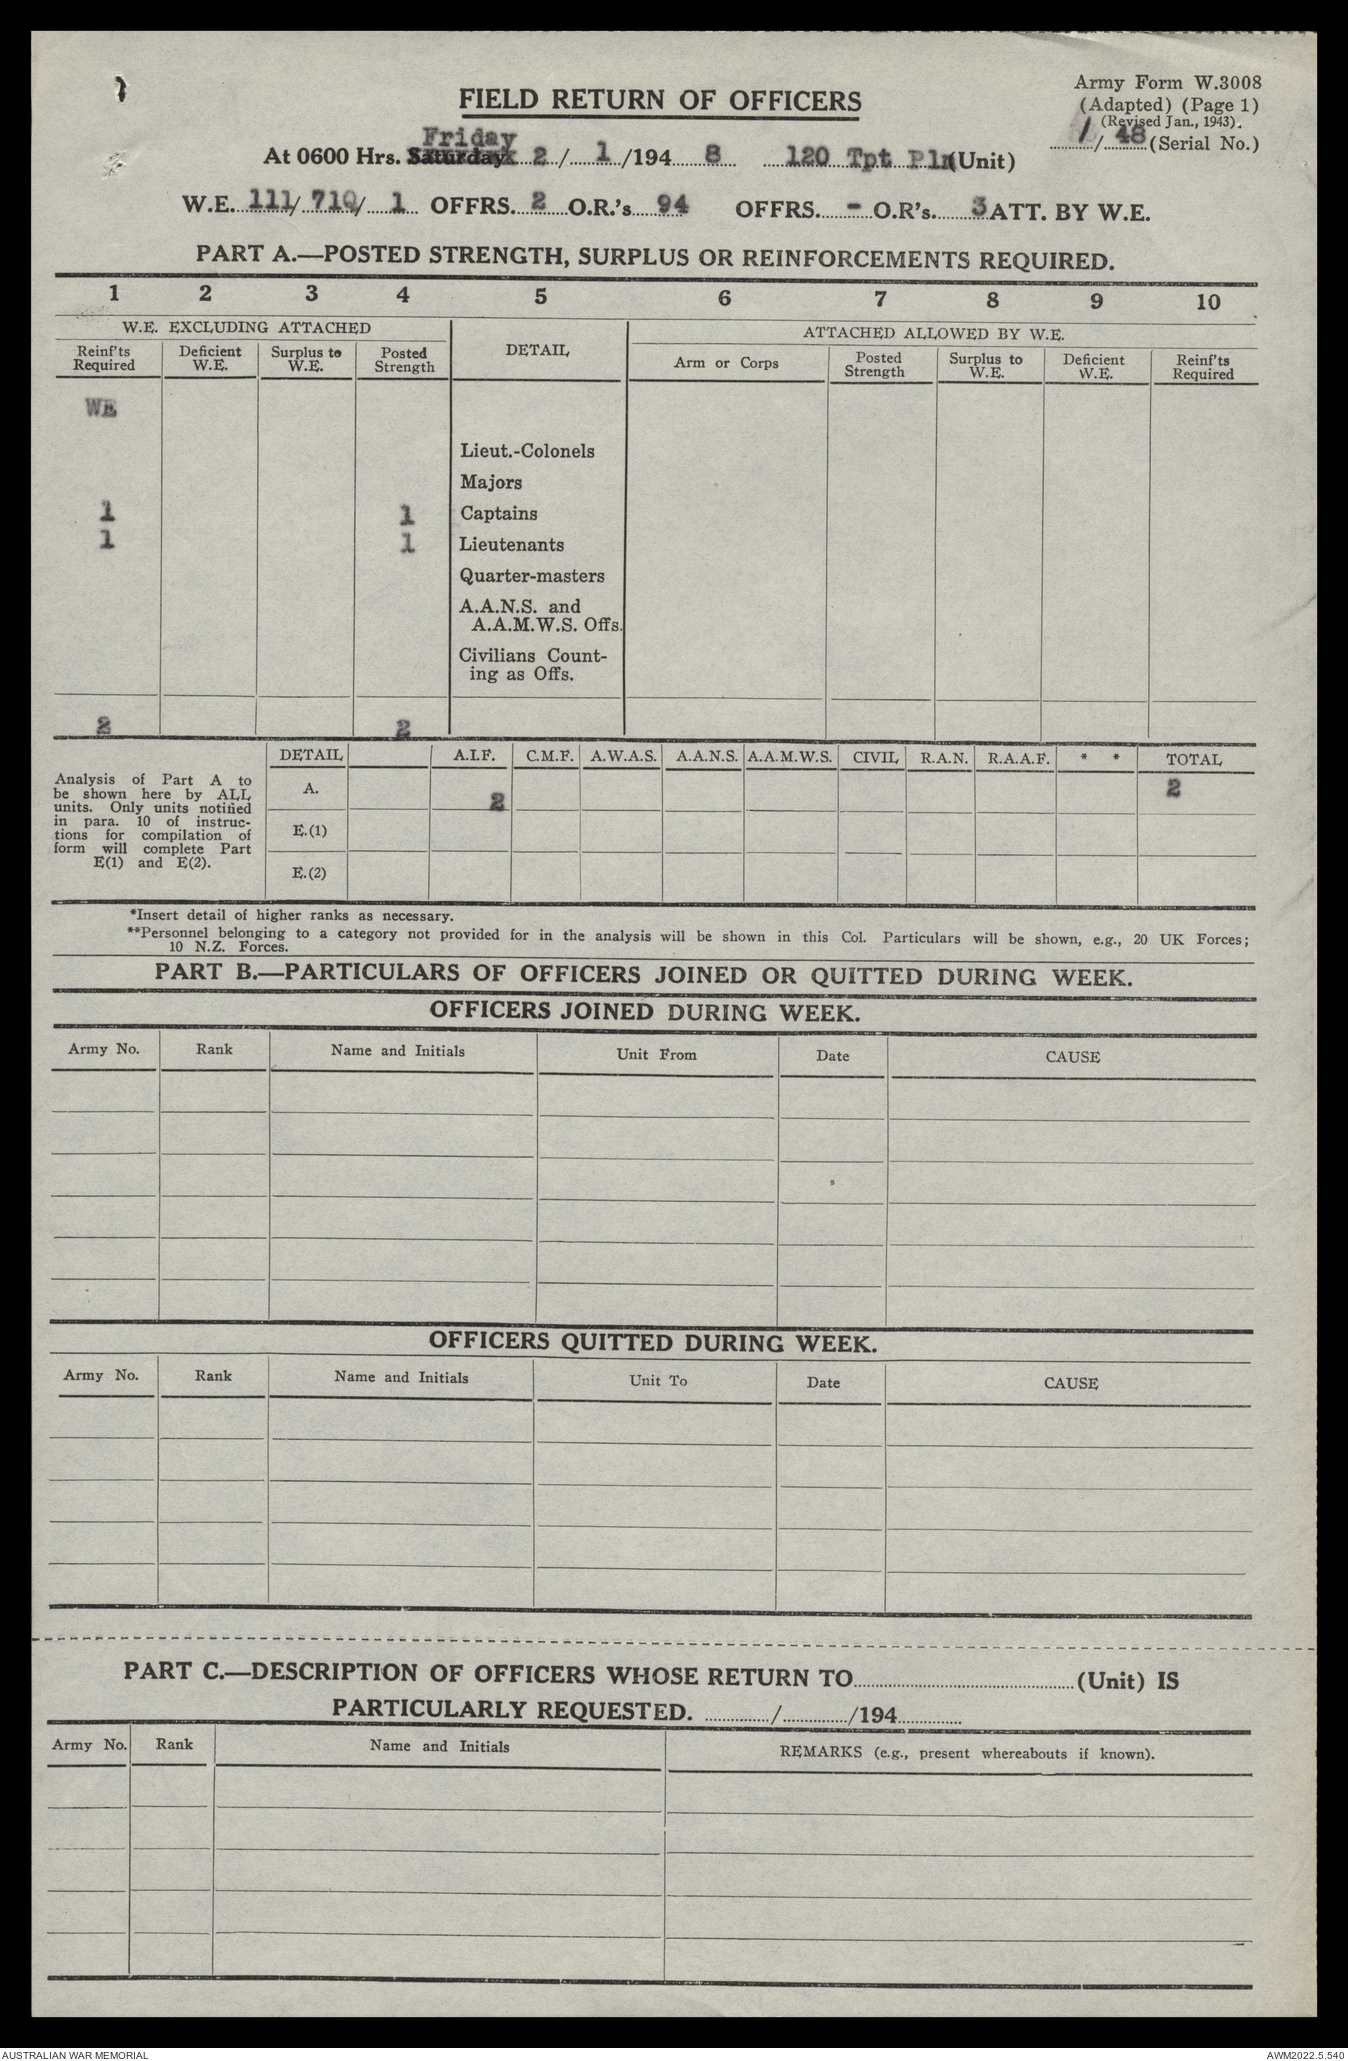 Army Form W.3008
FIELD RETURN OF OFFICERS
(Adapted) (Page 1)
(Revised Jan., 1943).
1/48 (Serial No.)
Friday
At 0600 Hrs. Saturday 2/1/1948 120 Tpt Pln (Unit)
W.E. 111/ 710/ 1 OFFRS. 2 O.R.'s 94 OFFRS. - O.R's. 3 ATT. BY W.E.
PART A.—POSTED STRENGTH, SURPLUS OR REINFORCEMENTS REQUIRED.
1 2 3 4 5 6 7 8 9 10
W.E. EXCLUDING ATTACHED DETAIL ATTACHED ALLOWED BY W.E.
Reinf'ts Required Deficient W.E. Surplus to W.E. Posted Strength Arm or Corps Posted Strength Surplus to W.E. Deficient W.E. Reinf'ts Required
WE
Lieut.-Colonels
Majors
1 1 Captains
1 1 Lieutenants
Quarter-masters
A.A.N.S. and
A.A.M.W.S. Offs.
Civilians Count-
ing as Offs.
2 2
DETAIL A.I.F. C.M.F. A.W.A.S. A.A.N.S. A.A.M.W.S. CIVIL R.A.N. R.A.A.F. * * TOTAL
Analysis of Part A to
be shown here by ALL
units. Only units notified
in para. 10 of instruc-
tions for compilation of
form will complete Part
E(1) and E(2).
A. 2 2
E.(1)
E.(2)
*Insert detail of higher ranks as necessary.
**Personnel belonging to a category not provided for in the analysis will be shown in this Col. Particulars will be shown, e.g., 20 UK Forces;
10 N.Z. Forces.
PART B.—PARTICULARS OF OFFICERS JOINED OR QUITTED DURING WEEK.
OFFICERS JOINED DURING WEEK.
Army No. Rank Name and Initials Unit From Date CAUSE
OFFICERS QUITTED DURING WEEK.
Army No. Rank Name and Initials Unit To Date CAUSE
PART C.—DESCRIPTION OF OFFICERS WHOSE RETURN TO (Unit) IS
PARTICULARLY REQUESTED. / /194
Army No. Rank Name and Initials REMARKS (e.g., present whereabouts if known).
AUSTRALIAN WAR MEMORIAL AWM2022.5.540